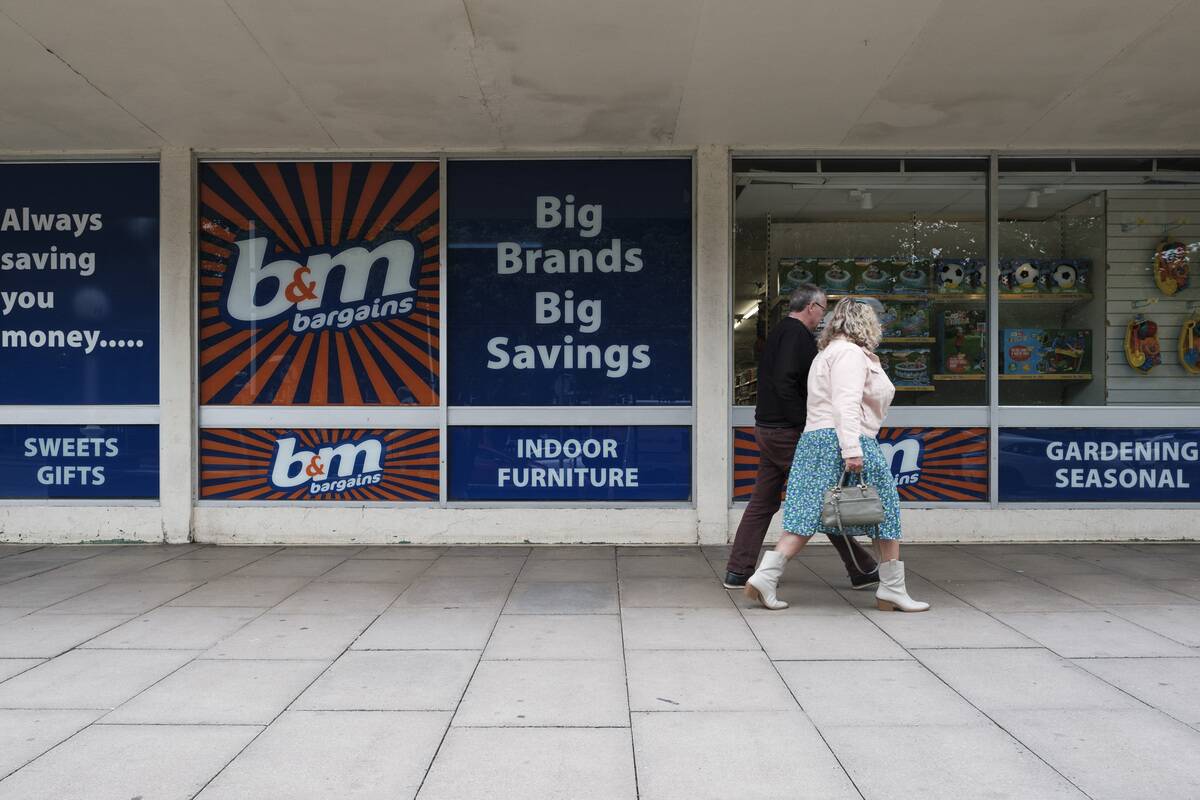 Always
saving
you
money.....
b&m
bargains
Big
Brands
Big
Savings
SWEETS
GIFTS
b&m
bargains
INDOOR
FURNITURE
GARDENING
SEASONAL